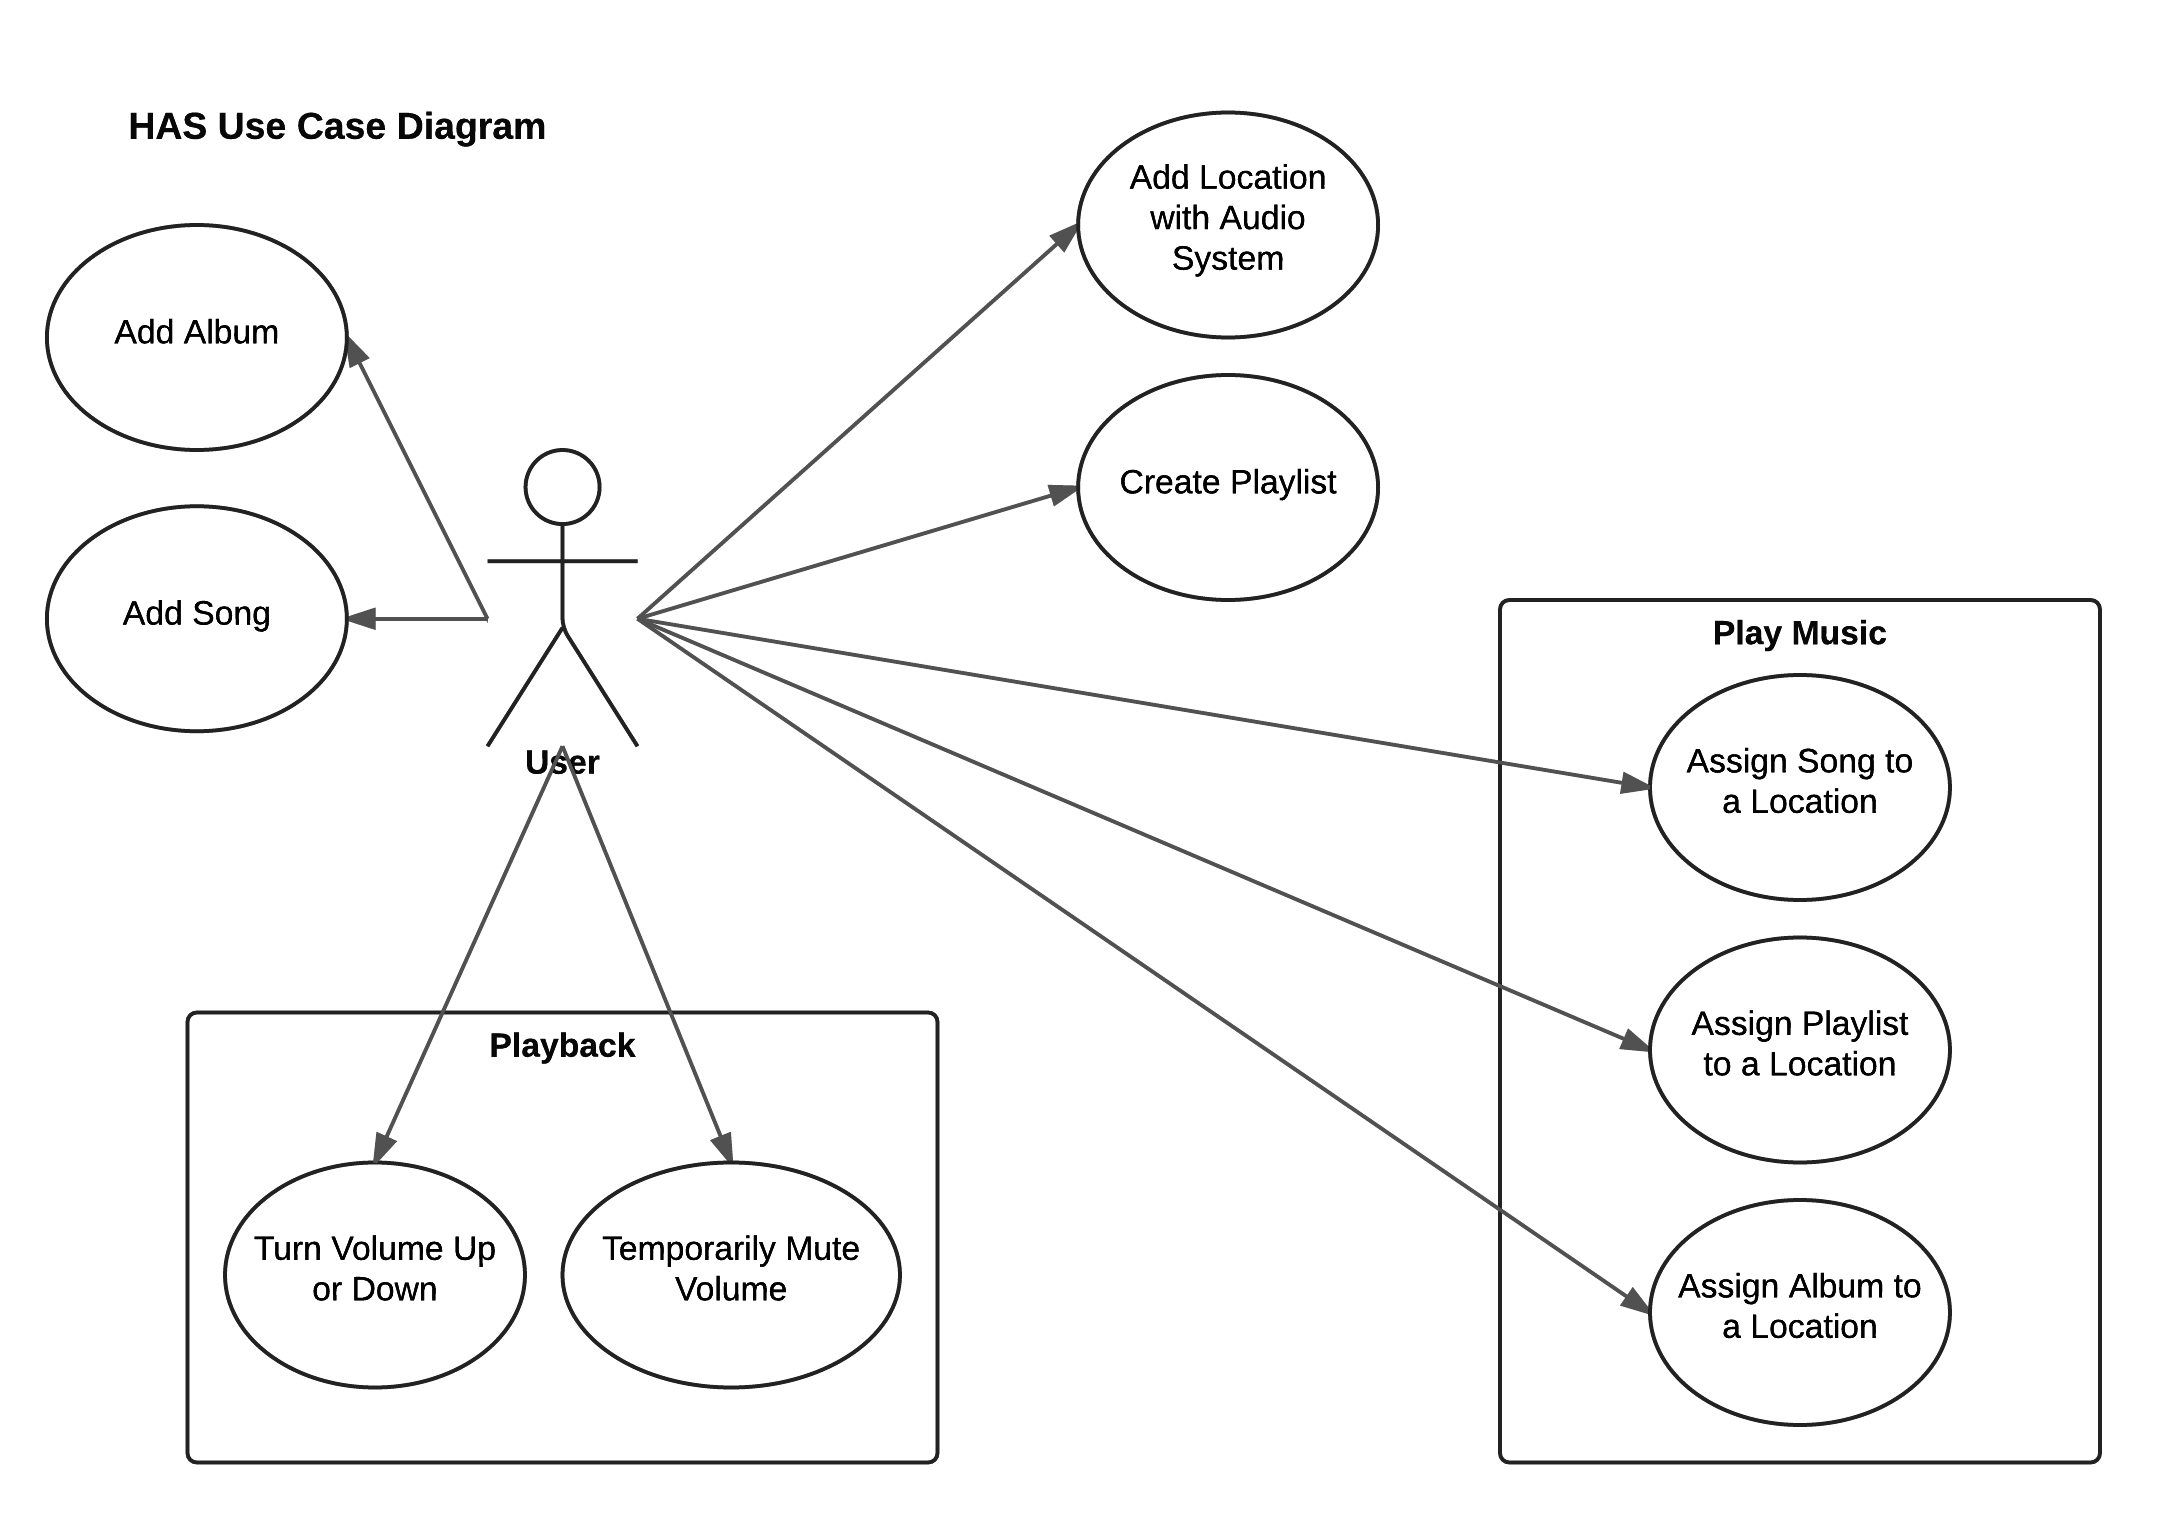 HAS Use Case Diagram
Add Location
with Audio
System
Add Album
Create Playlist
Add Song
User
Play Music
Assign Song to
a Location
Assign Playlist
to a Location
Assign Album to
a Location
Playback
Turn Volume Up
or Down
Temporarily Mute
Volume